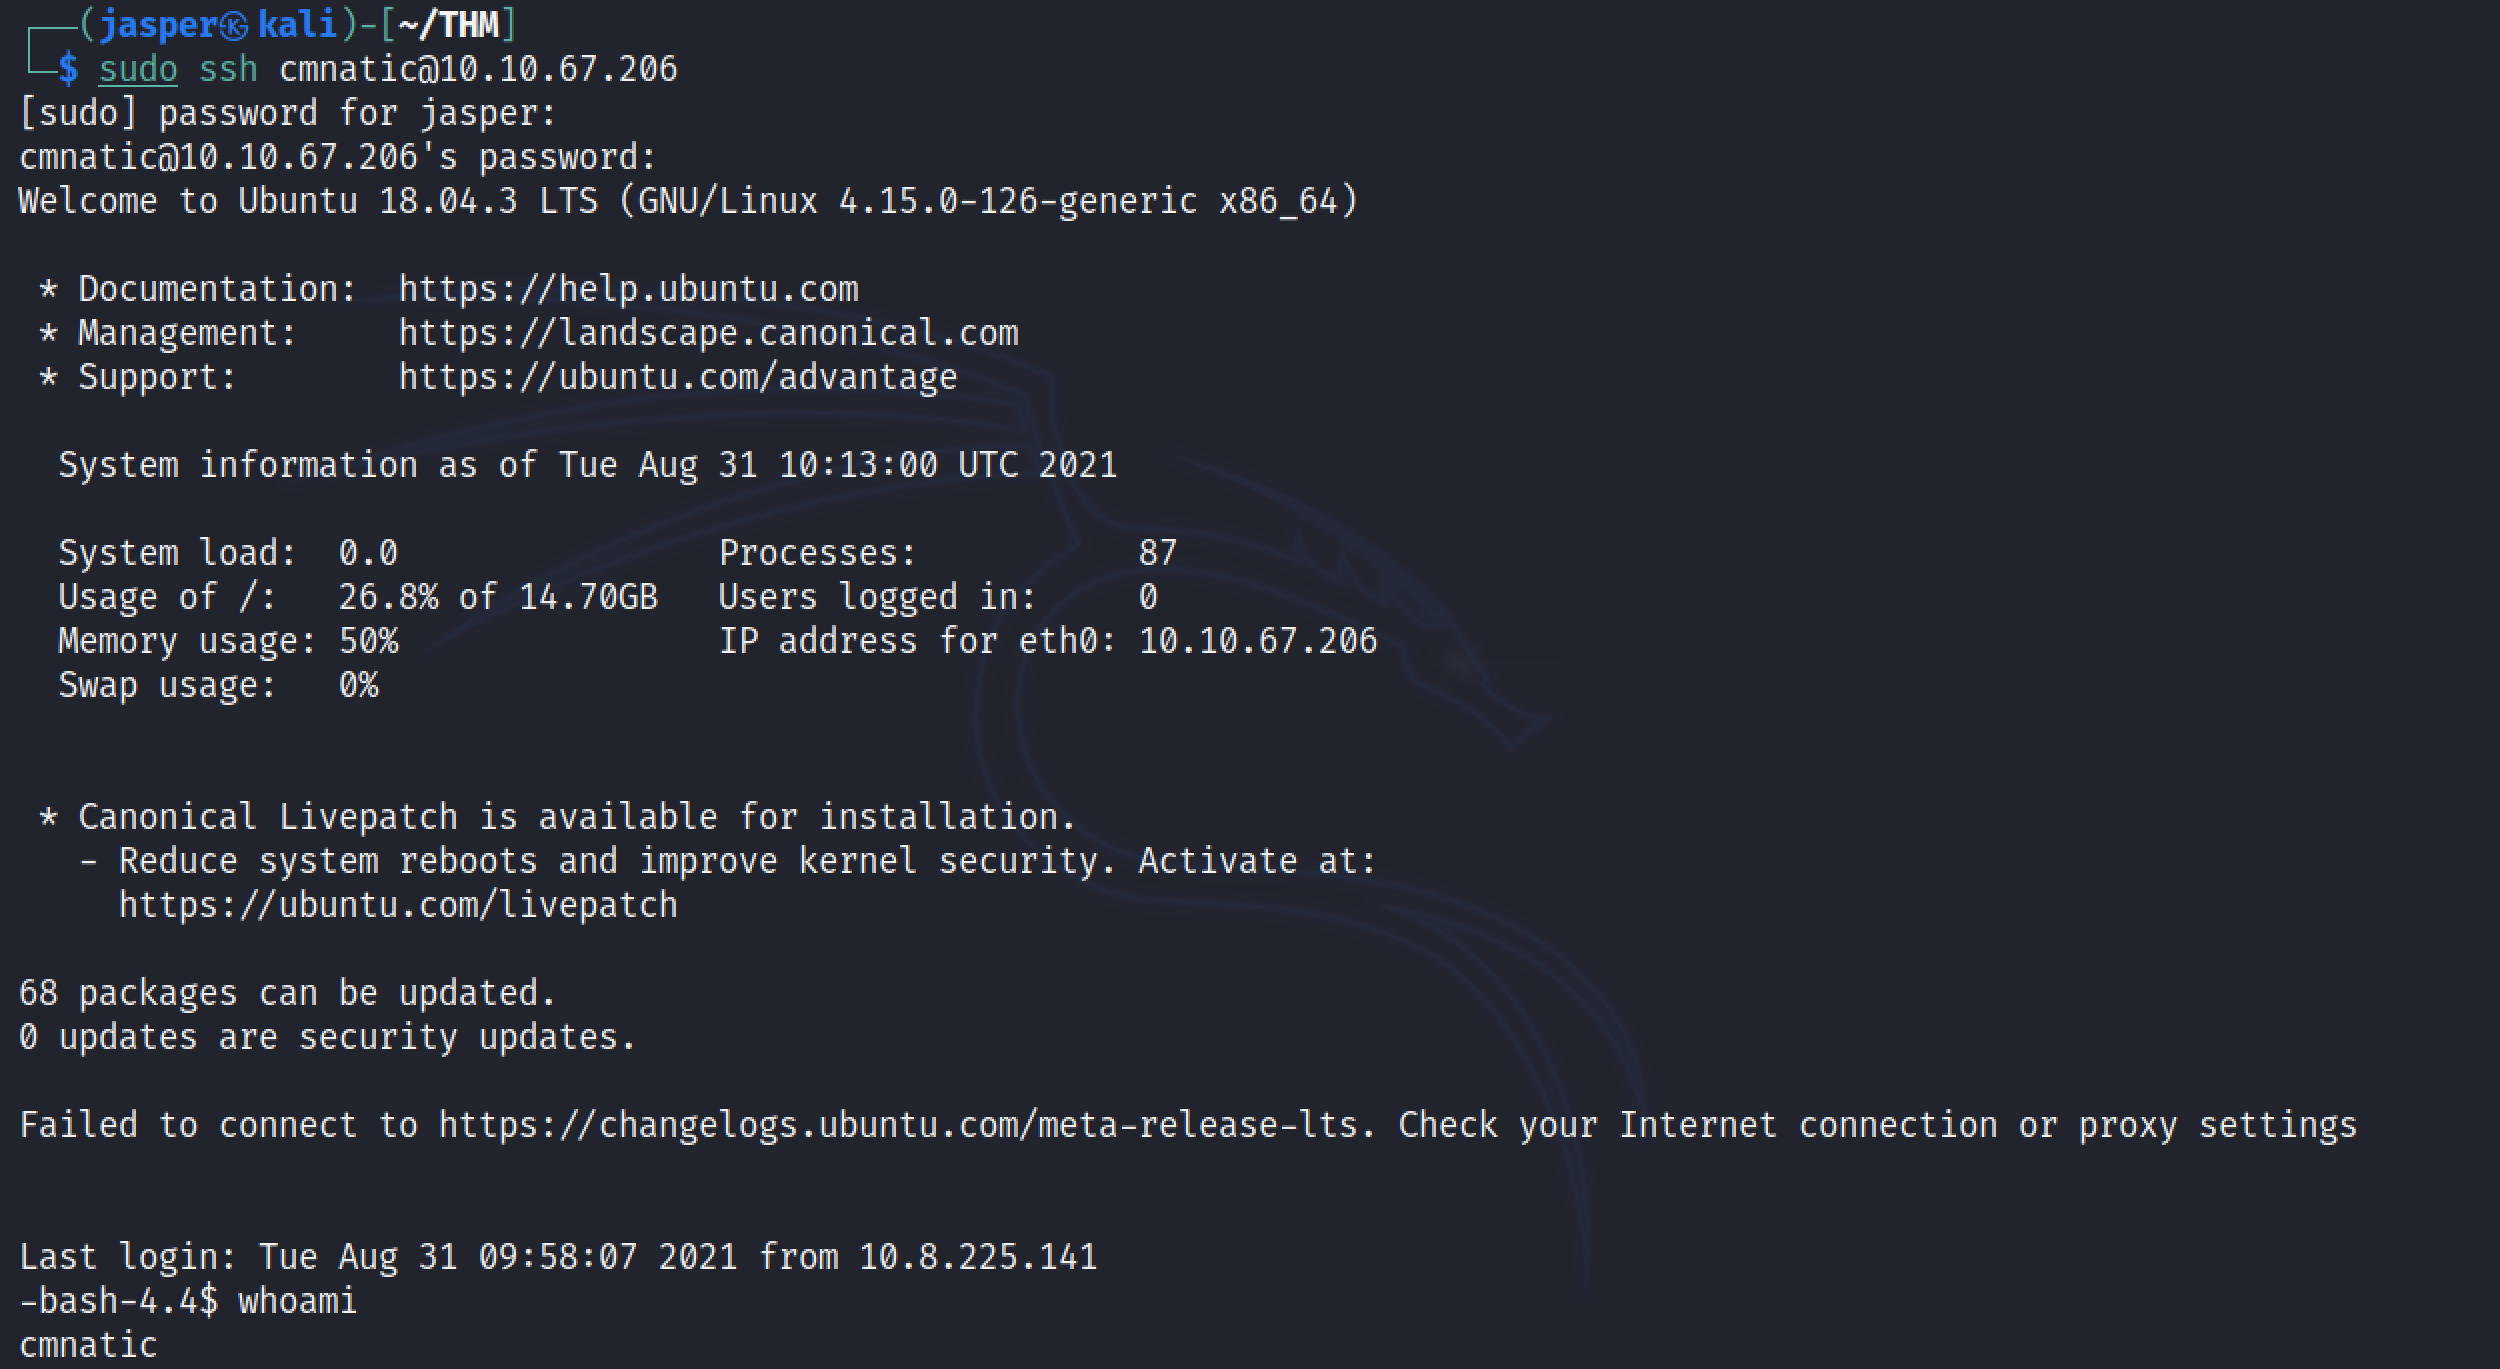 ┌──(jasper㉿kali)-[~/THM]
└─$ sudo ssh cmnatic@10.10.67.206
[sudo] password for jasper:
cmnatic@10.10.67.206's password:
Welcome to Ubuntu 18.04.3 LTS (GNU/Linux 4.15.0-126-generic x86_64)

 * Documentation:  https://help.ubuntu.com
 * Management:     https://landscape.canonical.com
 * Support:        https://ubuntu.com/advantage

  System information as of Tue Aug 31 10:13:00 UTC 2021

  System load:  0.0                Processes:           87
  Usage of /:   26.8% of 14.70GB   Users logged in:     0
  Memory usage: 50%                IP address for eth0: 10.10.67.206
  Swap usage:   0%


 * Canonical Livepatch is available for installation.
   - Reduce system reboots and improve kernel security. Activate at:
     https://ubuntu.com/livepatch

68 packages can be updated.
0 updates are security updates.

Failed to connect to https://changelogs.ubuntu.com/meta-release-lts. Check your Internet connection or proxy settings


Last login: Tue Aug 31 09:58:07 2021 from 10.8.225.141
-bash-4.4$ whoami
cmnatic